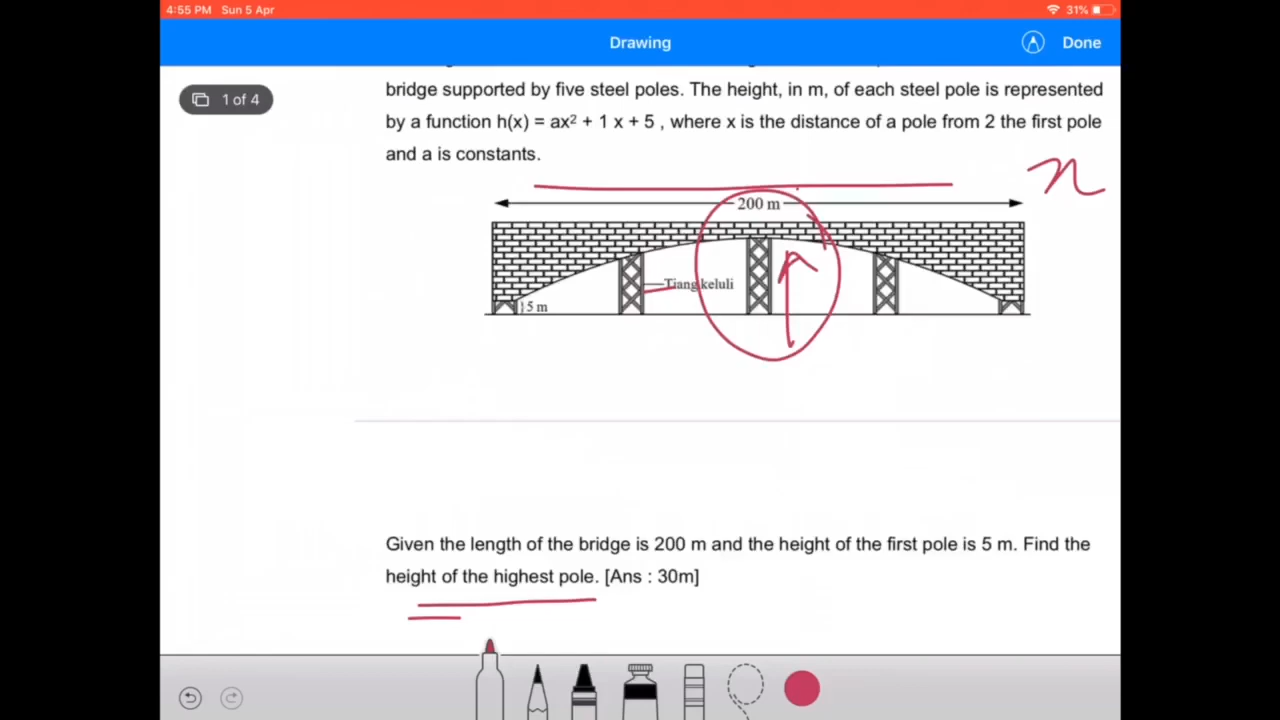 4:55 PM Sun 5 Apr
31%
Drawing
Done
1 of 4
bridge supported by five steel poles. The height, in m, of each steel pole is represented
by a function h(x) = ax² + 1 x + 5 , where x is the distance of a pole from 2 the first pole
and a is constants.
n
200 m
Tiang keluli
5 m
Given the length of the bridge is 200 m and the height of the first pole is 5 m. Find the
height of the highest pole. [Ans : 30m]